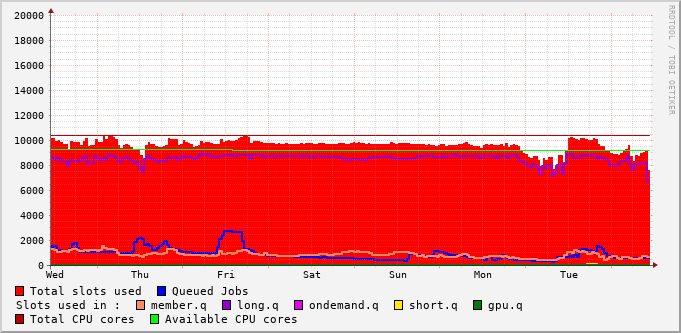 20000
18000
16000
14000
12000
10000
8000
6000
4000
2000
0
Wed Thu Fri Sat Sun Mon Tue
Total slots used Queued Jobs
Slots used in : member.q long.q ondemand.q short.q gpu.q
Total CPU cores Available CPU cores
RRDTOOL / TOBI OETIKER